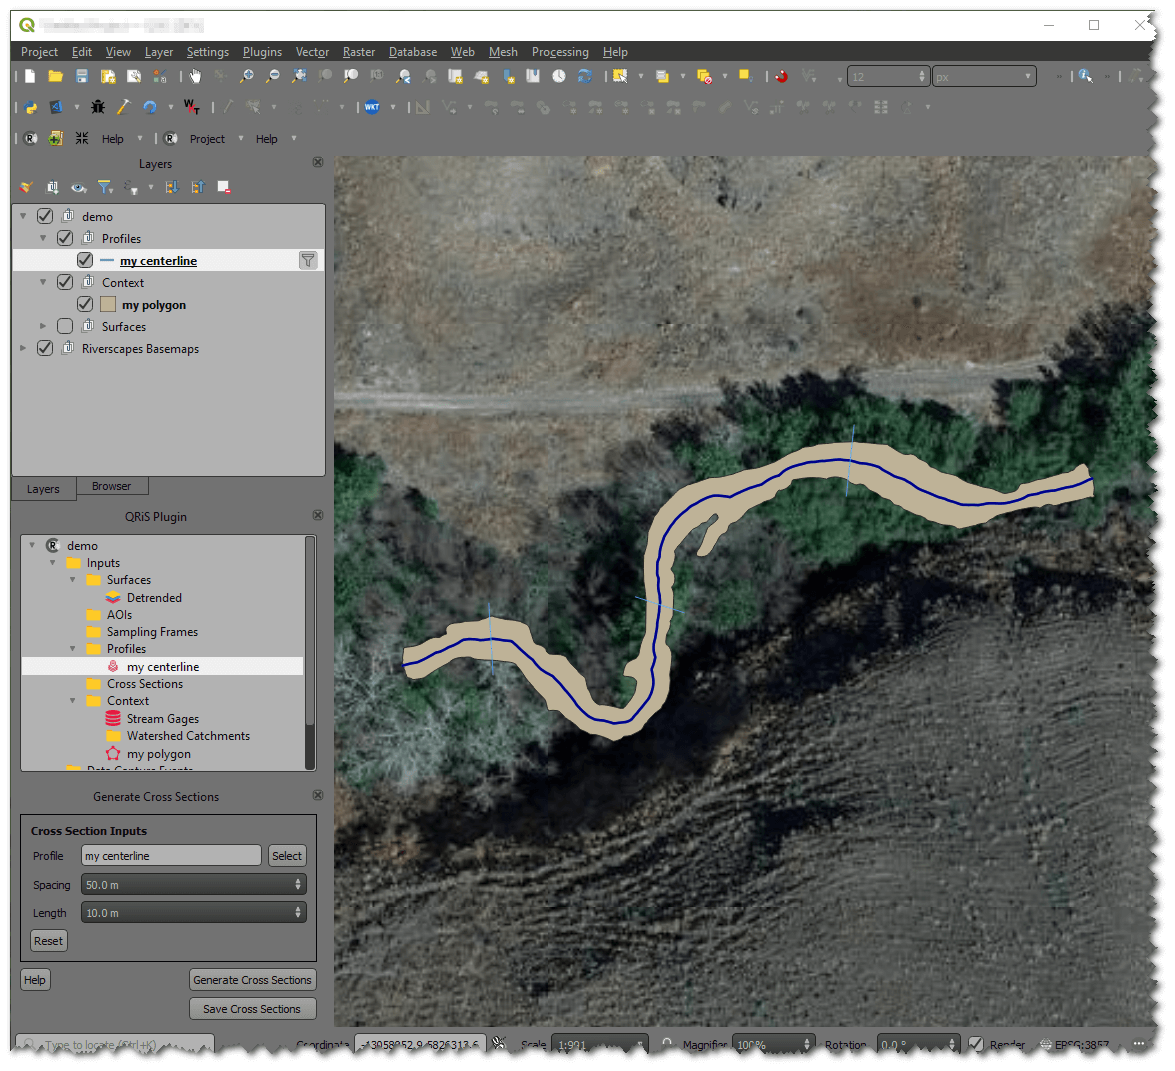 Project Edit View Layer Settings Plugins Vector Raster Database Web Mesh Processing Help
12 px
WKT
Help Project Help
Layers
demo
Profiles
my centerline
Context
my polygon
Surfaces
Riverscapes Basemaps
Layers Browser
QRiS Plugin
demo
Inputs
Surfaces
Detrended
AOIs
Sampling Frames
Profiles
my centerline
Cross Sections
Context
Stream Gages
Watershed Catchments
my polygon
Data Capture Events
Generate Cross Sections
Cross Section Inputs
Profile my centerline Select
Spacing 50.0 m
Length 10.0 m
Reset
Help Generate Cross Sections
Save Cross Sections
Type to locate (Ctrl+K) Coordinate Scale 1:991 Magnifier 100% Rotation 0.0 ° Render EPSG:3857